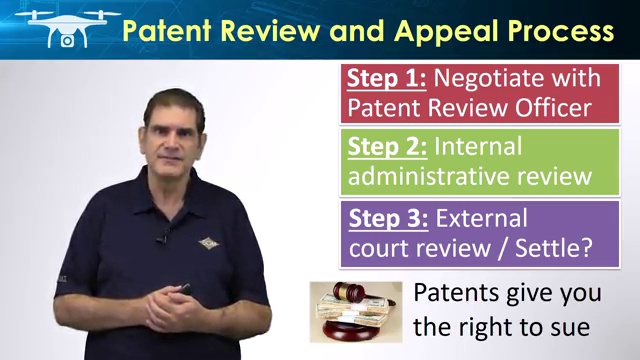 Patent Review and Appeal Process
Step 1: Negotiate with
Patent Review Officer
Step 2: Internal
administrative review
Step 3: External
court review / Settle?
Patents give you
the right to sue